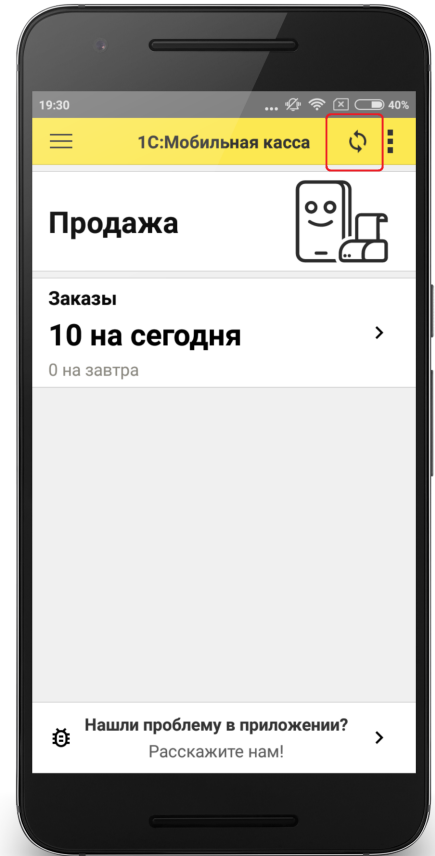 19:30
... 40%
1С:Мобильная касса
Продажа
Заказы
10 на сегодня
0 на завтра
Нашли проблему в приложении?
Расскажите нам!